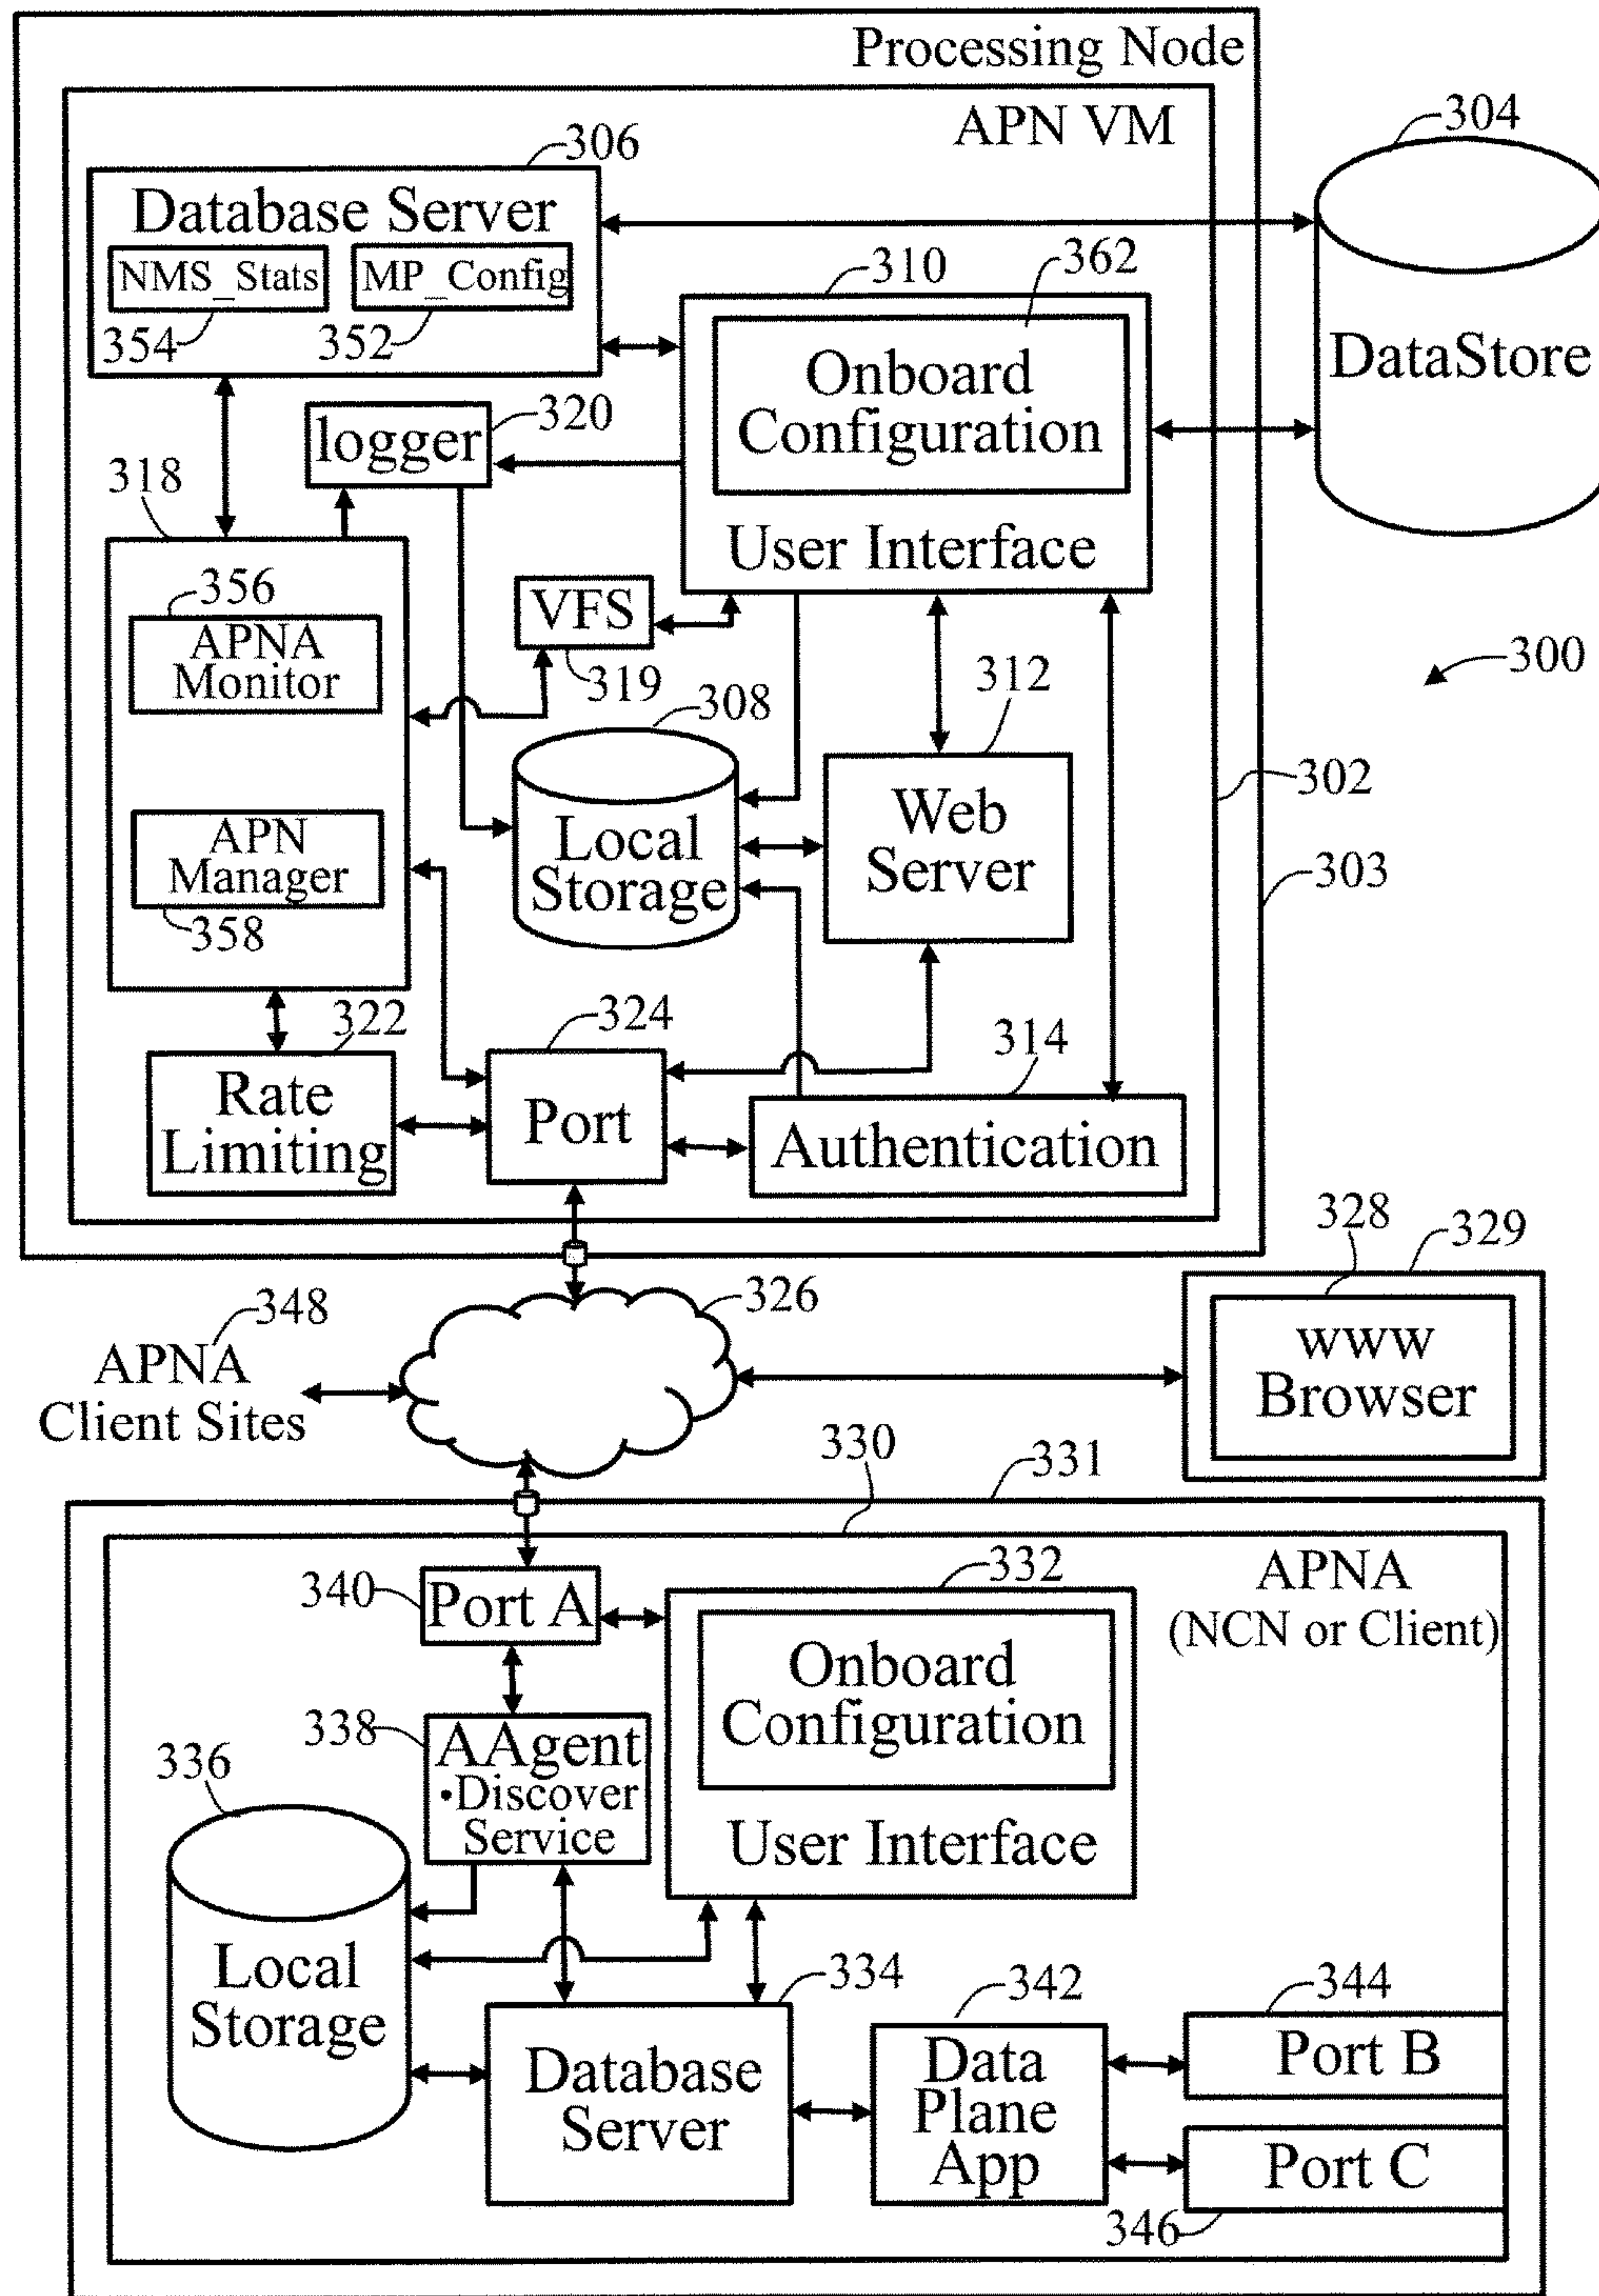 Processing Node
APN VM
304
306
Database Server
NMS_Stats
MP_Config
354
352
310
362
Onboard
Configuration
DataStore
logger
320
User Interface
318
356
APNA
Monitor
VFS
319
300
312
308
Web
Server
302
Local
Storage
APN
Manager
358
303
322
324
314
Rate
Limiting
Port
Authentication
328
329
www
Browser
326
348
APNA
Client Sites
330
331
APNA
(NCN or Client)
340
Port A
332
Onboard
Configuration
338
AAgent
•Discover
Service
User Interface
336
Local
Storage
334
Database
Server
342
Data
Plane
App
344
Port B
Port C
346